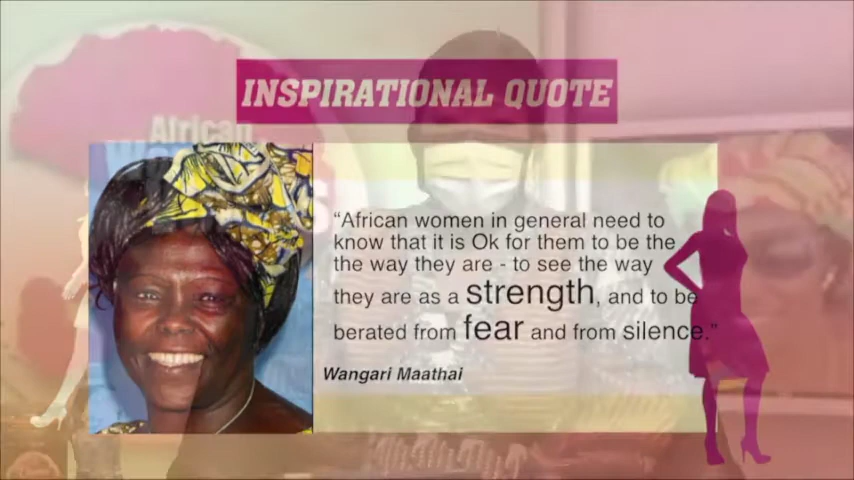 INSPIRATIONAL QUOTE
African
“African women in general need to
know that it is Ok for them to be the
the way they are - to see the way
they are as a strength, and to be
berated from fear and from silence.”
Wangari Maathai